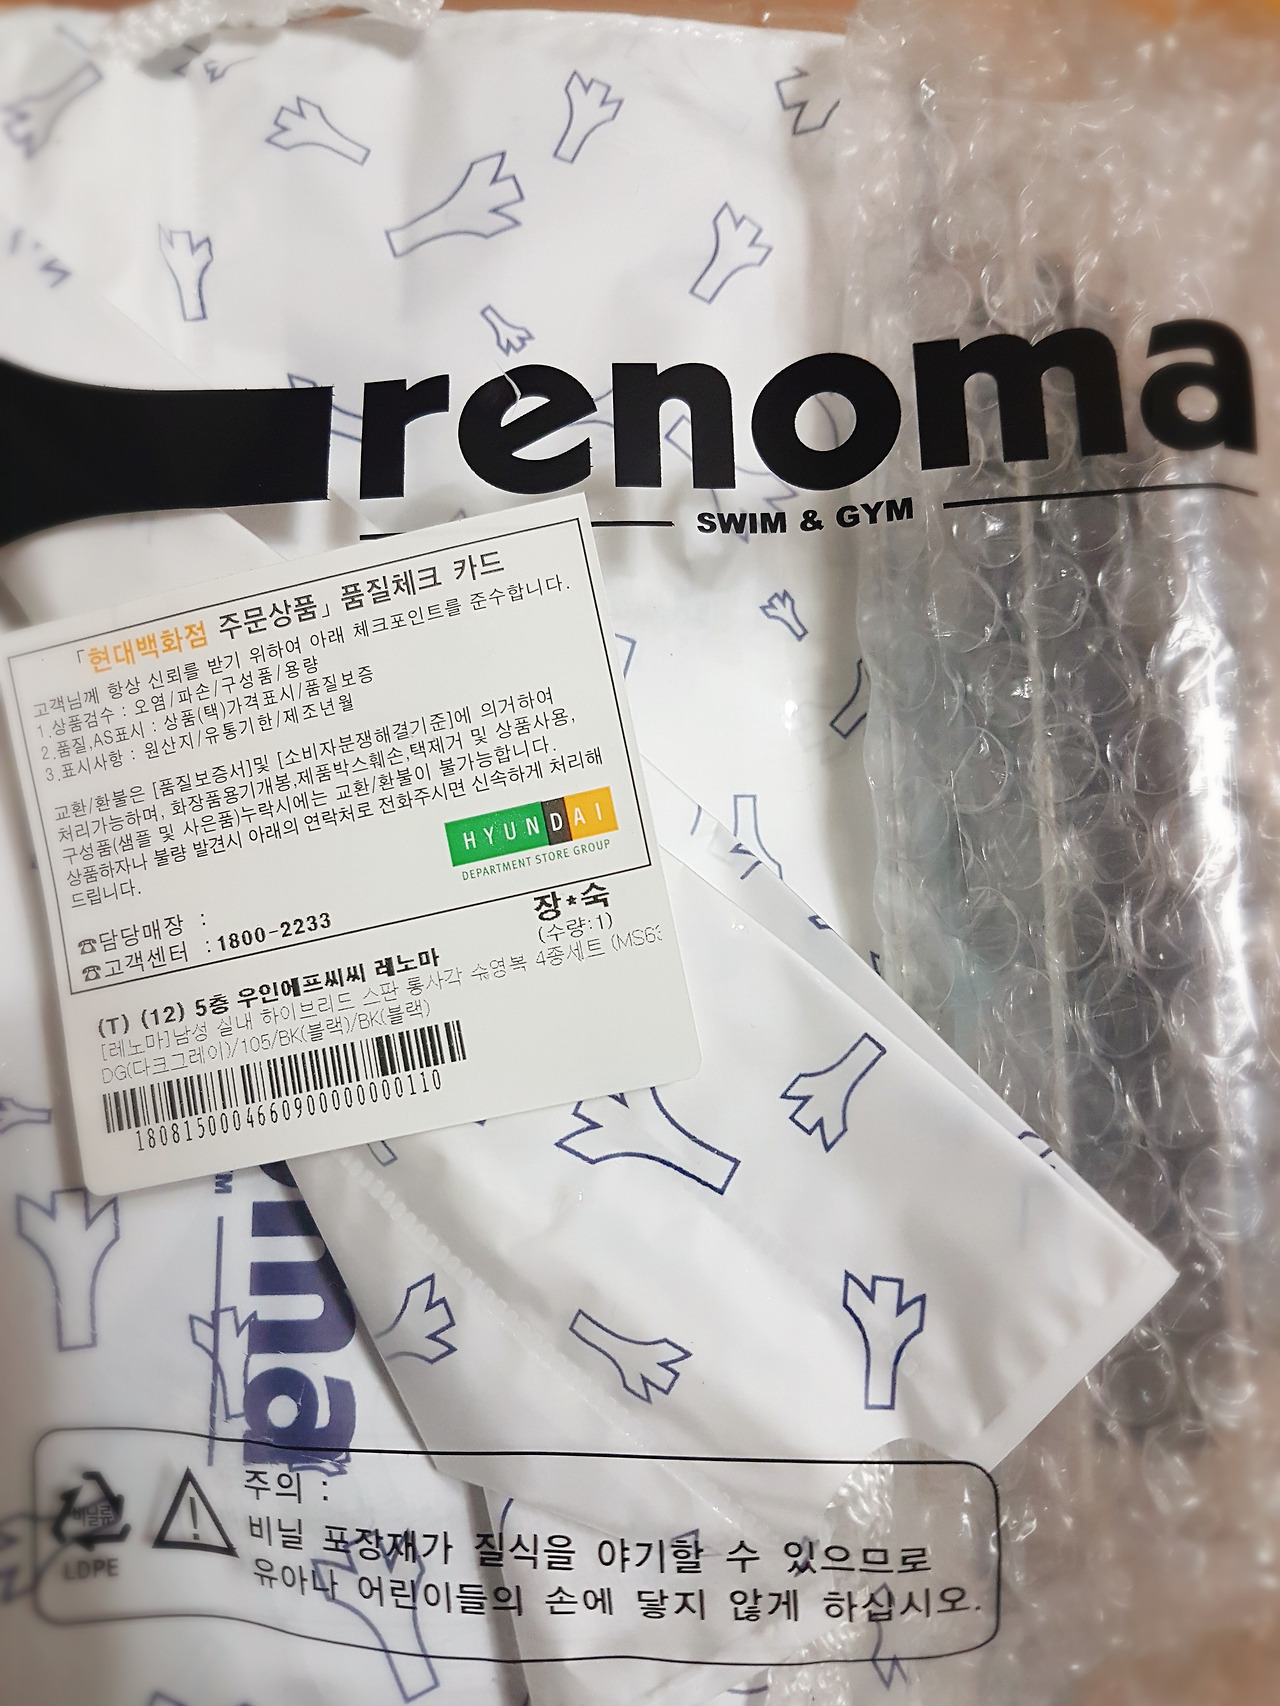 renoma
SWIM & GYM
「현대백화점 주문상품」 품질체크 카드
고객님께 항상 신뢰를 받기 위하여 아래 체크포인트를 준수합니다.
1.상품검수 : 오염/파손/구성품/용량
2.품질,AS표시 : 상품(택)가격표시/품질보증
3.표시사항 : 원산지/유통기한/제조년월
교환/환불은 [품질보증서]및 [소비자분쟁해결기준]에 의거하여
처리가능하며, 화장품용기개봉,제품박스훼손,택제거 및 상품사용,
구성품(샘플 및 사은품)누락시에는 교환/환불이 불가능합니다.
상품하자나 불량 발견시 아래의 연락처로 전화주시면 신속하게 처리해
드립니다.
HYUNDAI
DEPARTMENT STORE GROUP
☎담당매장 :
☎고객센터 : 1800-2233
장*숙
(수량:1)
(T) (12) 5층 우인에프씨씨 레노마
[레노마]남성 실내 하이브리드 스판 통사각 수영복 4종세트 (MS63
DG(다크그레이)/105/BK(블랙)/BK(블랙)
1808150004660900000000110
ma
주의 :
비닐 포장재가 질식을 야기할 수 있으므로
유아나 어린이들의 손에 닿지 않게 하십시오.
비닐류
LDPE